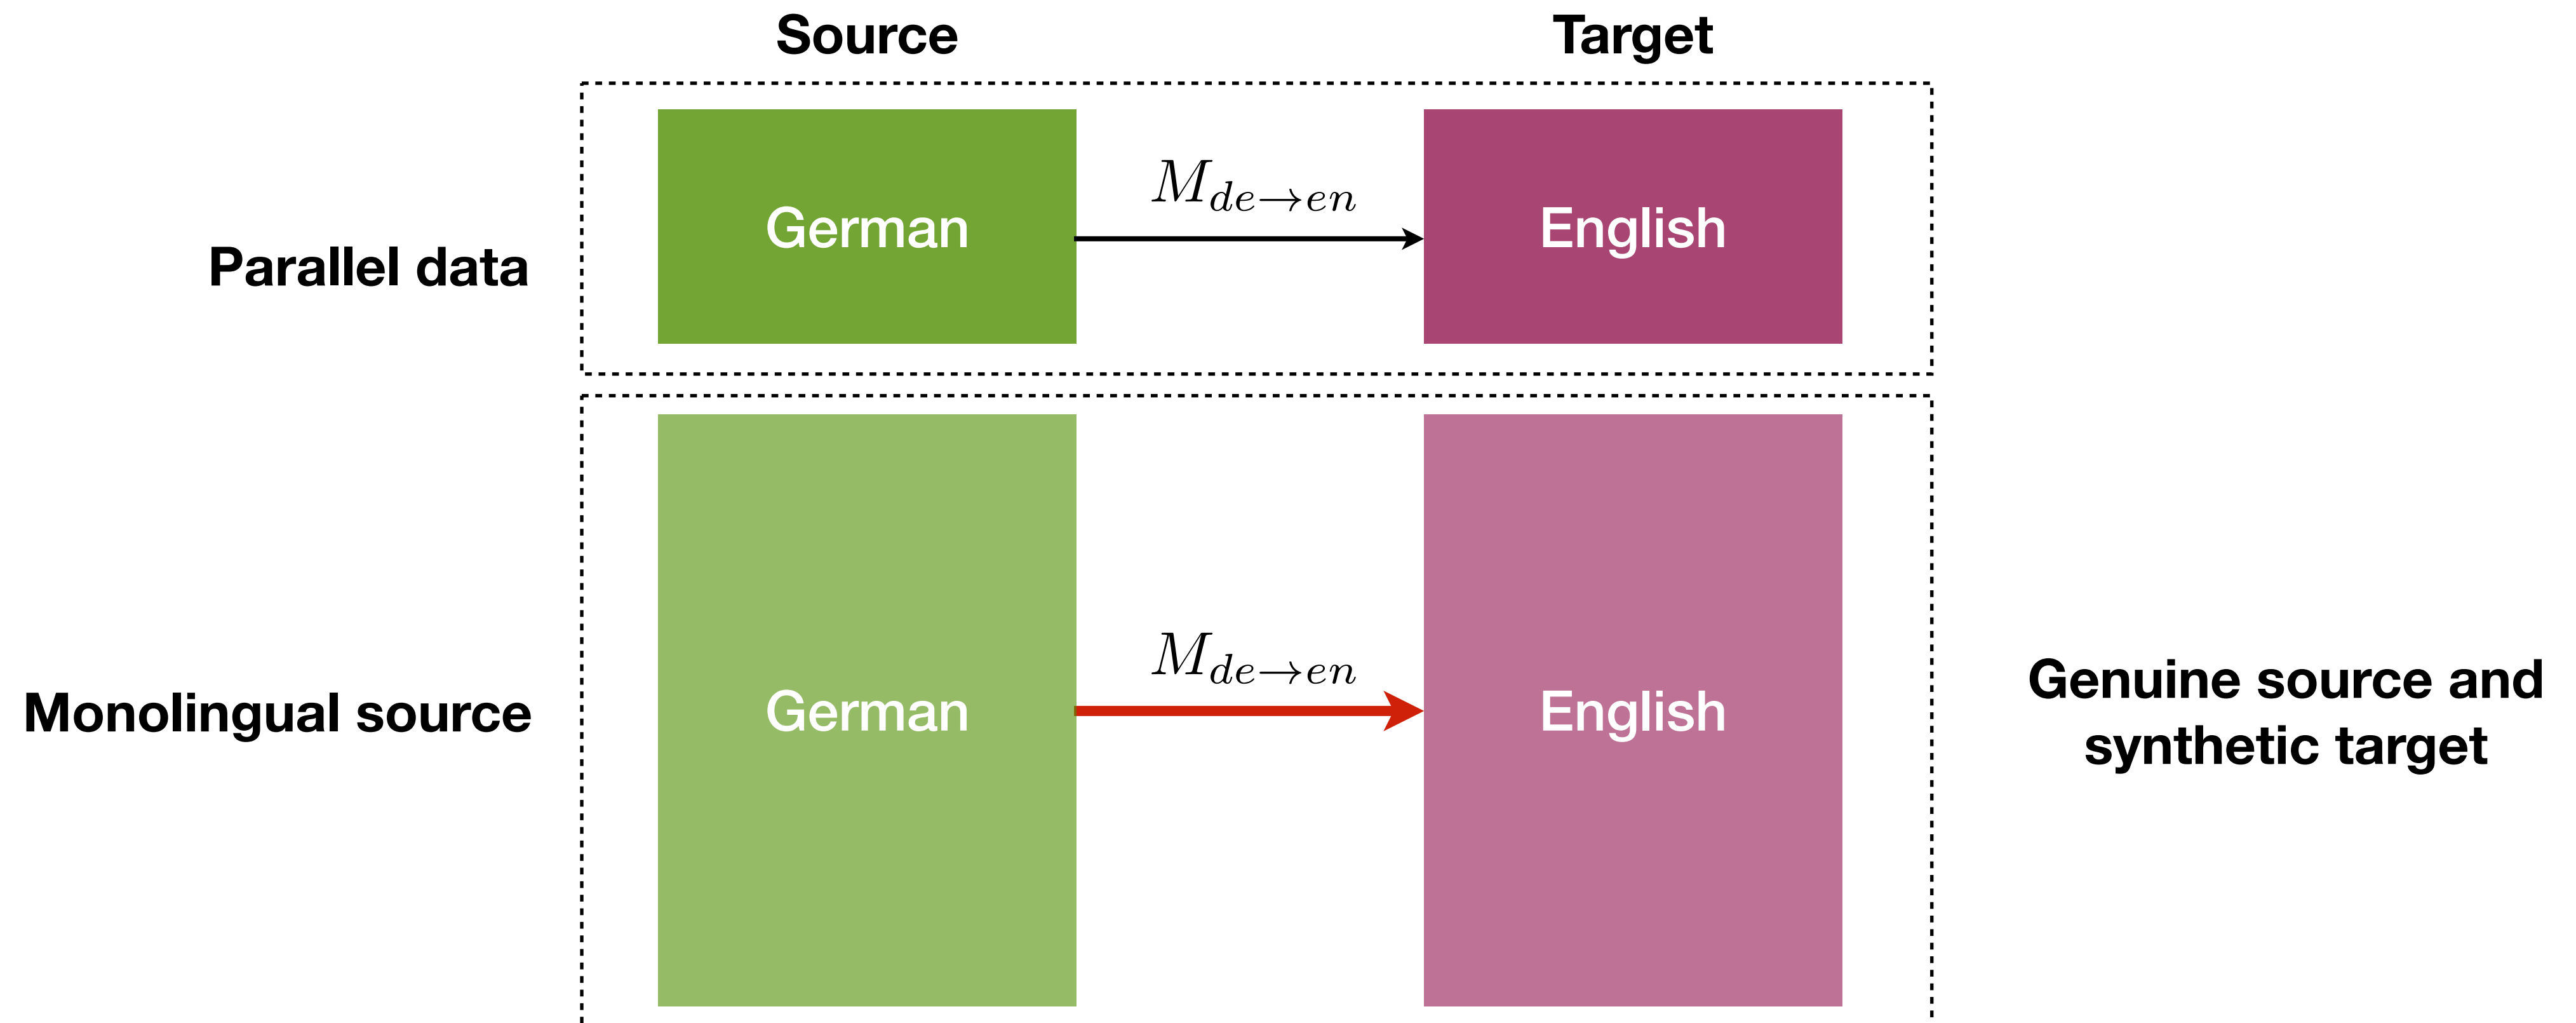 Source
Target
Parallel data
German
M_{de→en}
English
Monolingual source
German
M_{de→en}
English
Genuine source and
synthetic target